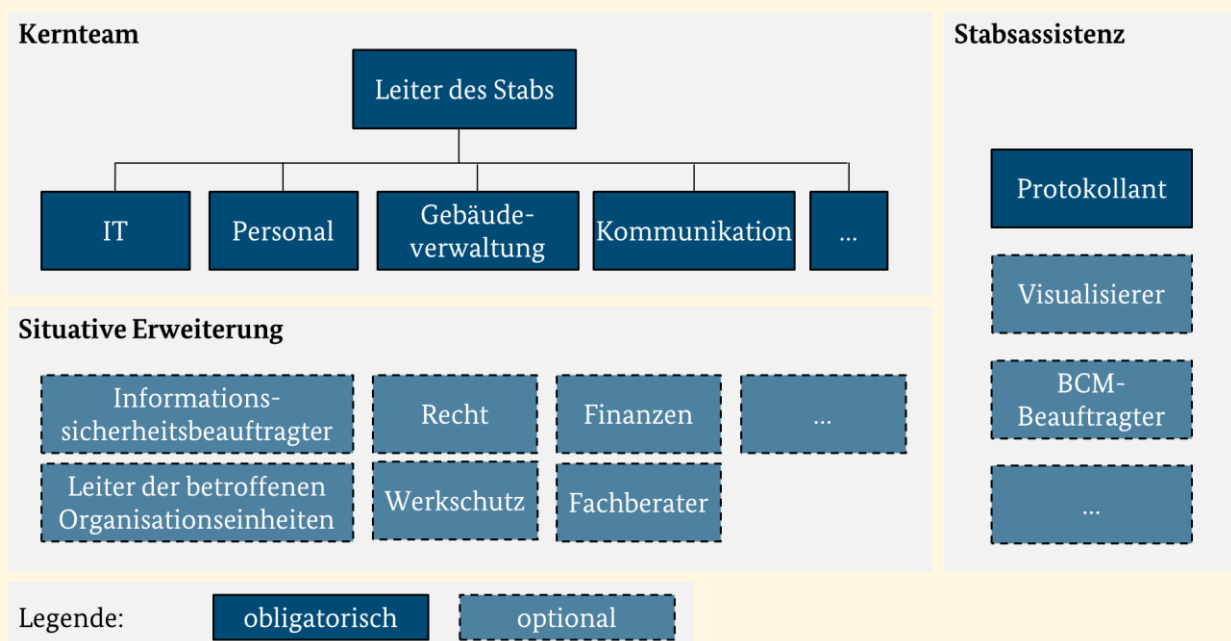 Kernteam
Leiter des Stabs
IT
Personal
Gebäude-
verwaltung
Kommunikation
...
Situative Erweiterung
Informations-
sicherheitsbeauftragter
Recht
Finanzen
...
Leiter der betroffenen
Organisationseinheiten
Werkschutz
Fachberater
Stabsassistenz
Protokollant
Visualisierer
BCM-
Beauftragter
...
Legende:
obligatorisch
optional